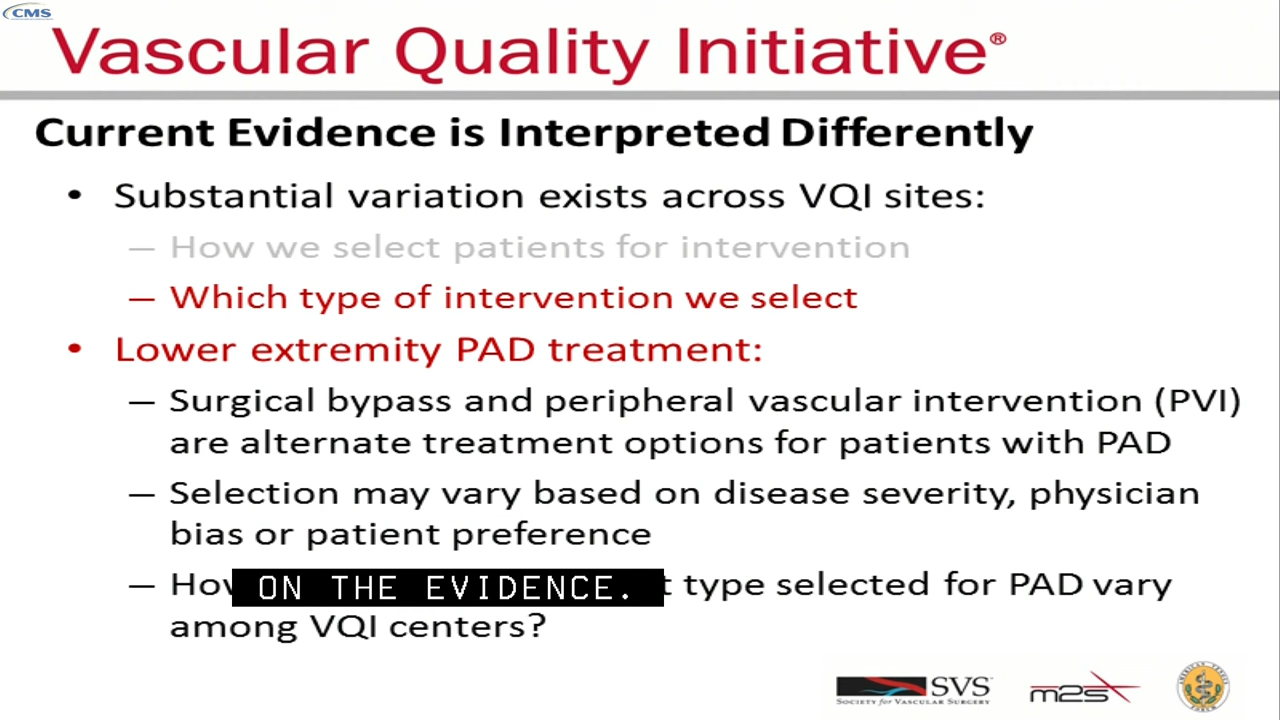 CMS
Vascular Quality Initiative®
Current Evidence is Interpreted Differently
• Substantial variation exists across VQI sites:
– How we select patients for intervention
– Which type of intervention we select
• Lower extremity PAD treatment:
– Surgical bypass and peripheral vascular intervention (PVI)
are alternate treatment options for patients with PAD
– Selection may vary based on disease severity, physician
bias or patient preference
– How ON THE EVIDENCE. type selected for PAD vary
among VQI centers?
SVS
SOCIETY for VASCULAR SURGERY
m2s